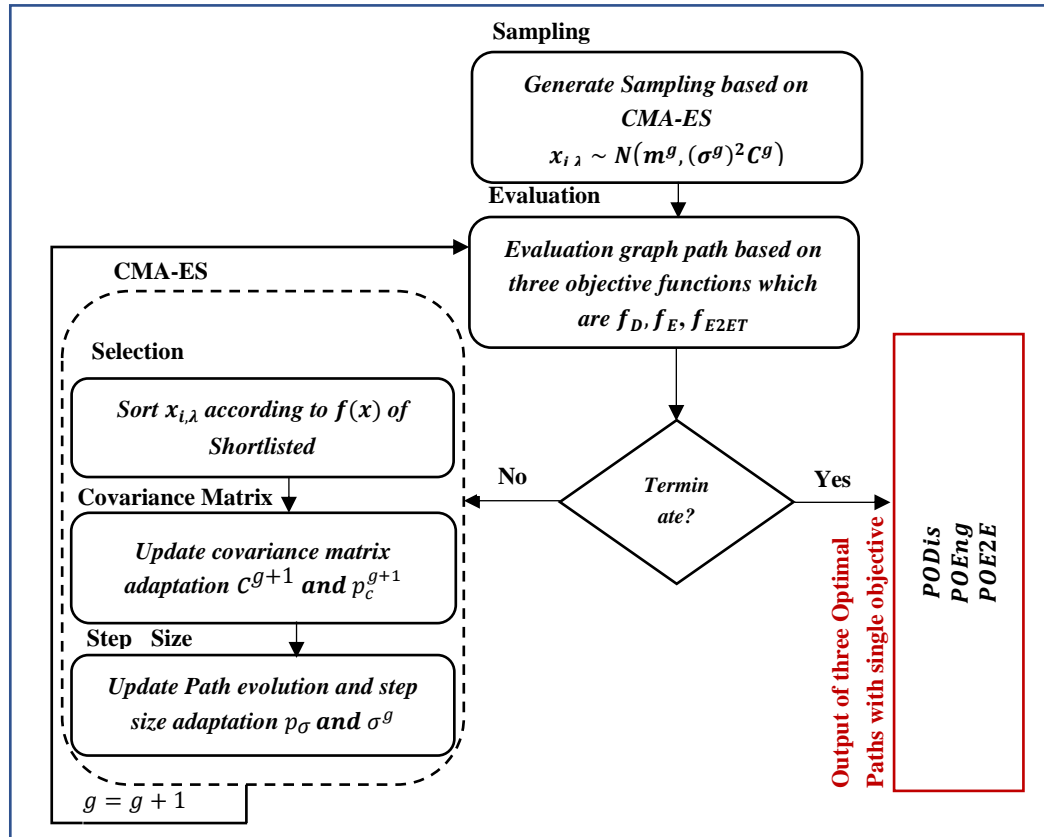 Sampling
Generate Sampling based on
CMA-ES
x_{i,λ} ~ N(m^g, (σ^g)^2 C^g)
Evaluation
Evaluation graph path based on
three objective functions which
are f_D, f_E, f_{E2ET}
CMA-ES
Selection
Sort x_{i,λ} according to f(x) of
Shortlisted
Covariance Matrix
Update covariance matrix
adaptation C^{g+1} and p_c^{g+1}
Step Size
Update Path evolution and step
size adaptation p_σ and σ^g
g = g + 1
No
Termin
ate?
Yes
Output of three Optimal
Paths with single objective
PODis
POEng
POE2E